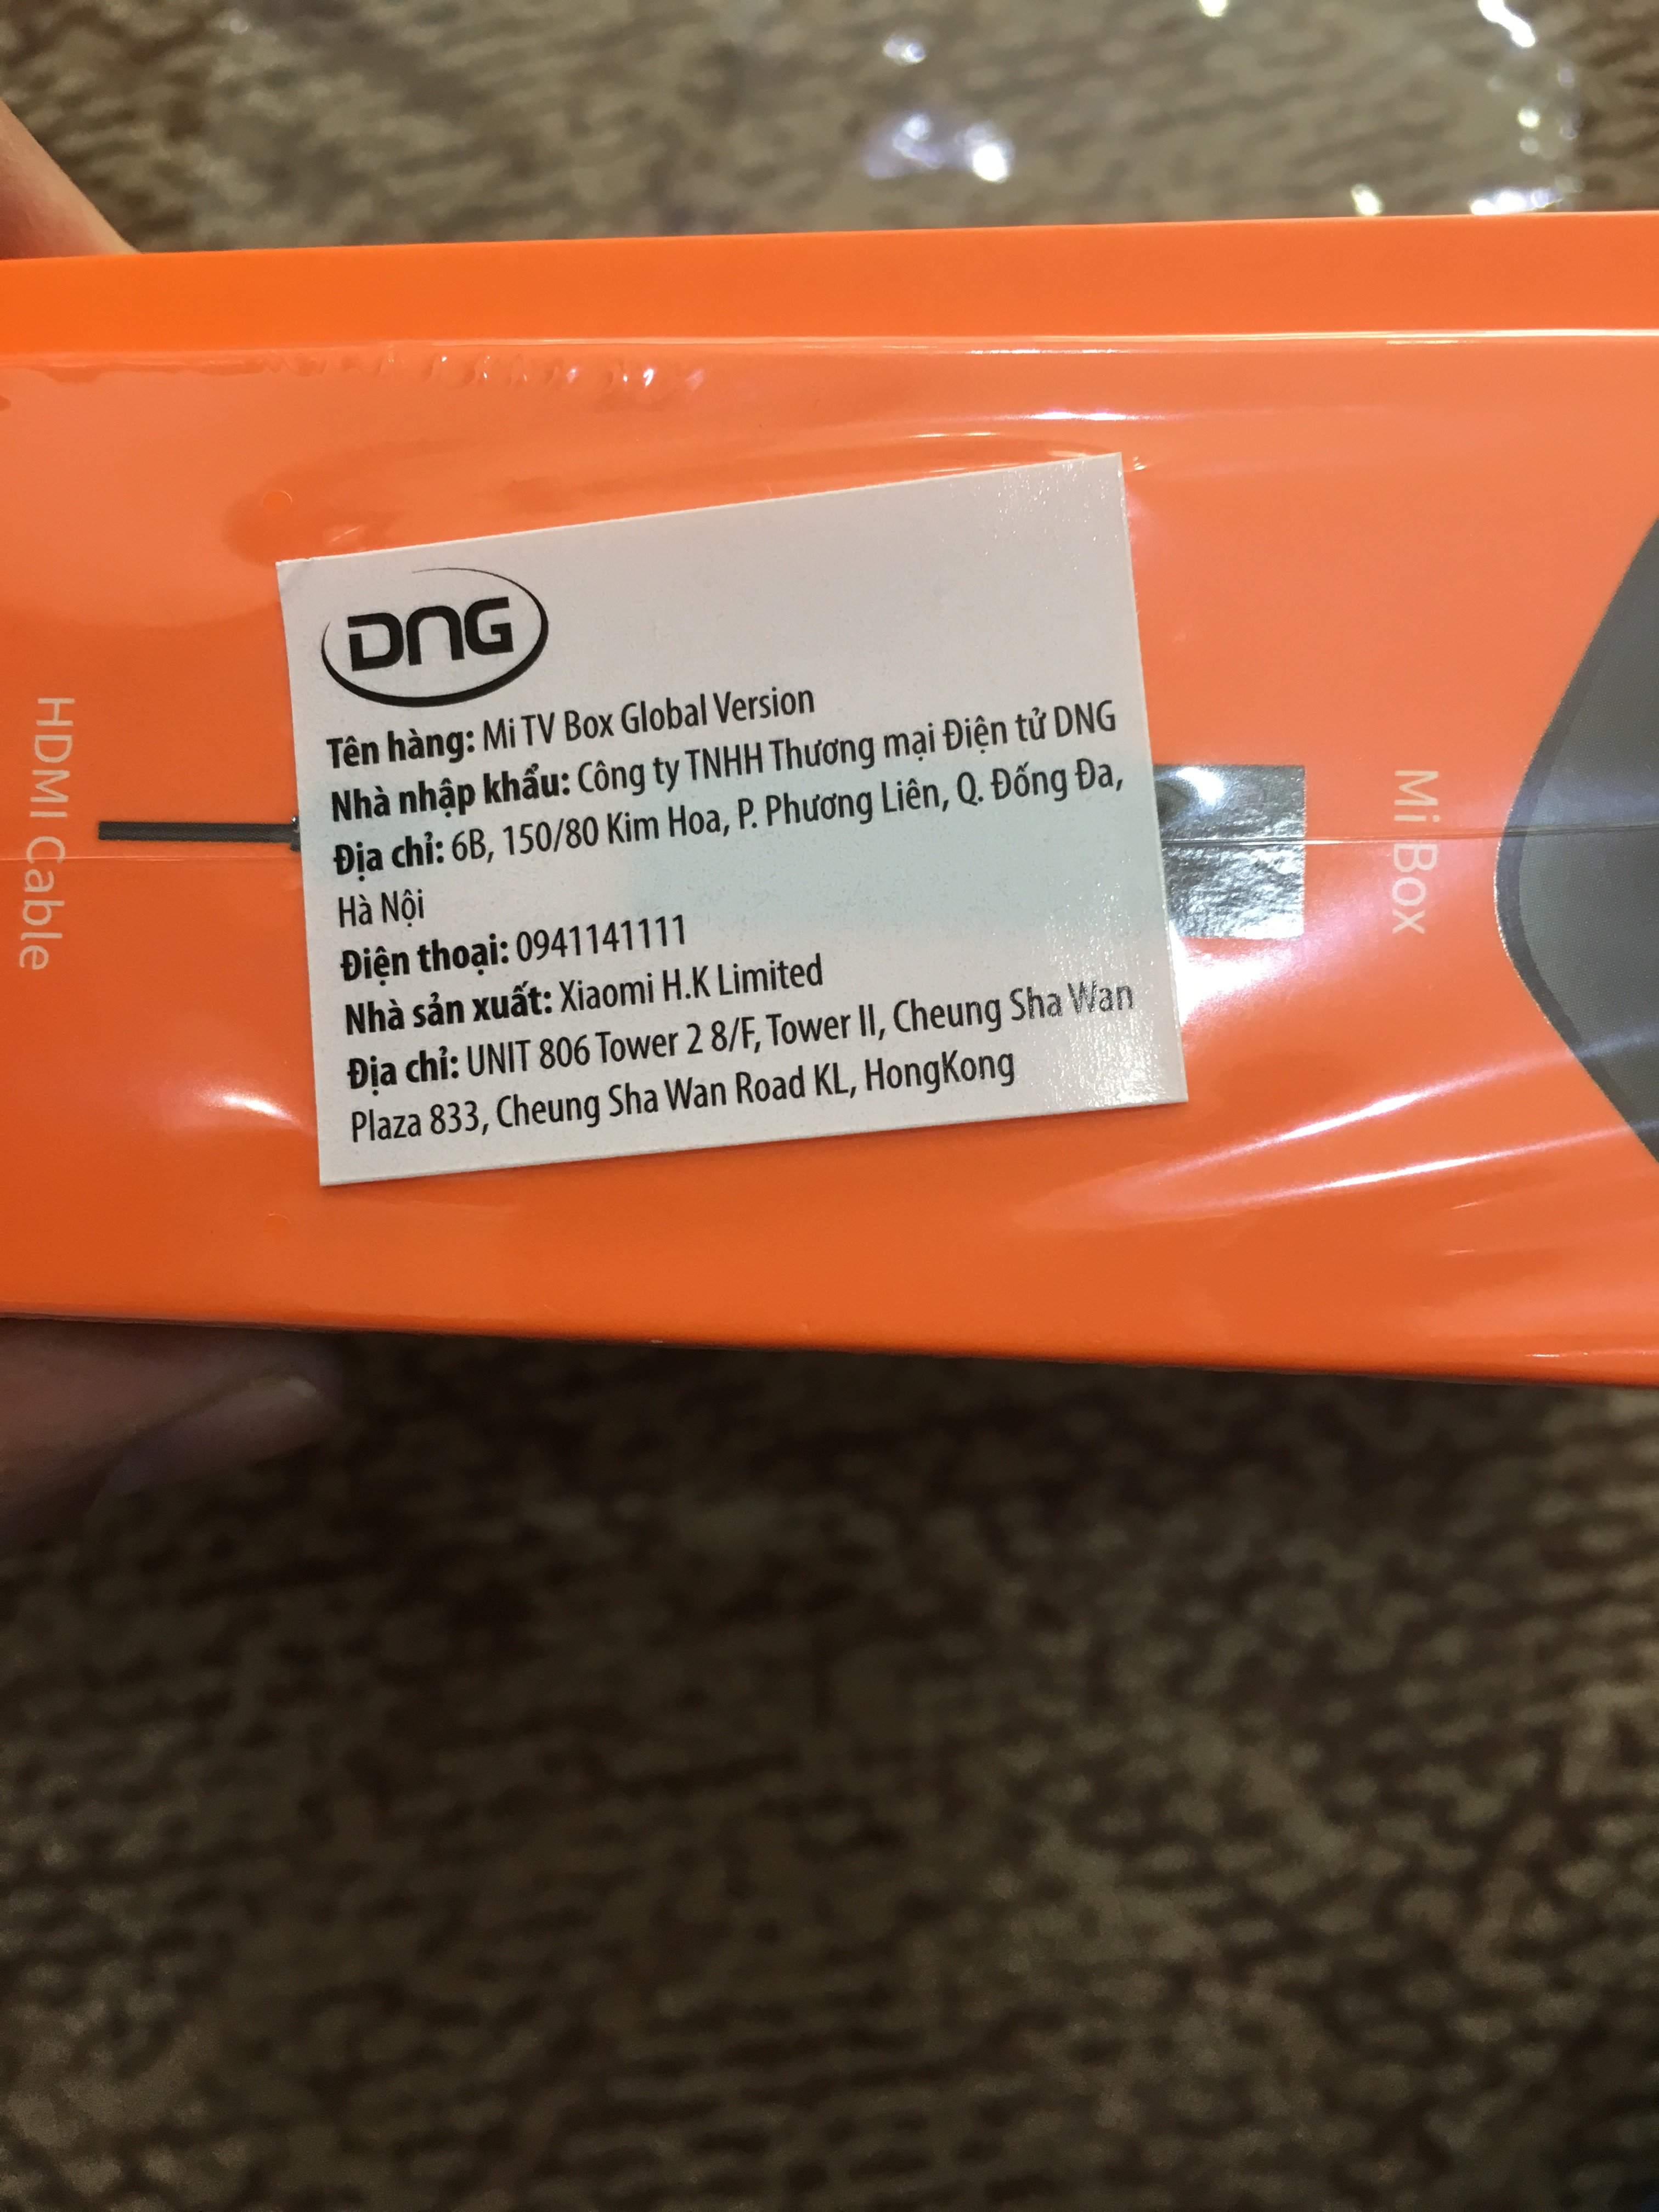 DNG
Tên hàng: Mi TV Box Global Version
Nhà nhập khẩu: Công ty TNHH Thương mại Điện tử DNG
Địa chỉ: 6B, 150/80 Kim Hoa, P. Phương Liên, Q. Đống Đa,
Hà Nội
Điện thoại: 0941141111
Nhà sản xuất: Xiaomi H.K Limited
Địa chỉ: UNIT 806 Tower 2 8/F, Tower II, Cheung Sha Wan
Plaza 833, Cheung Sha Wan Road KL, HongKong
HDMI Cable
Mi Box